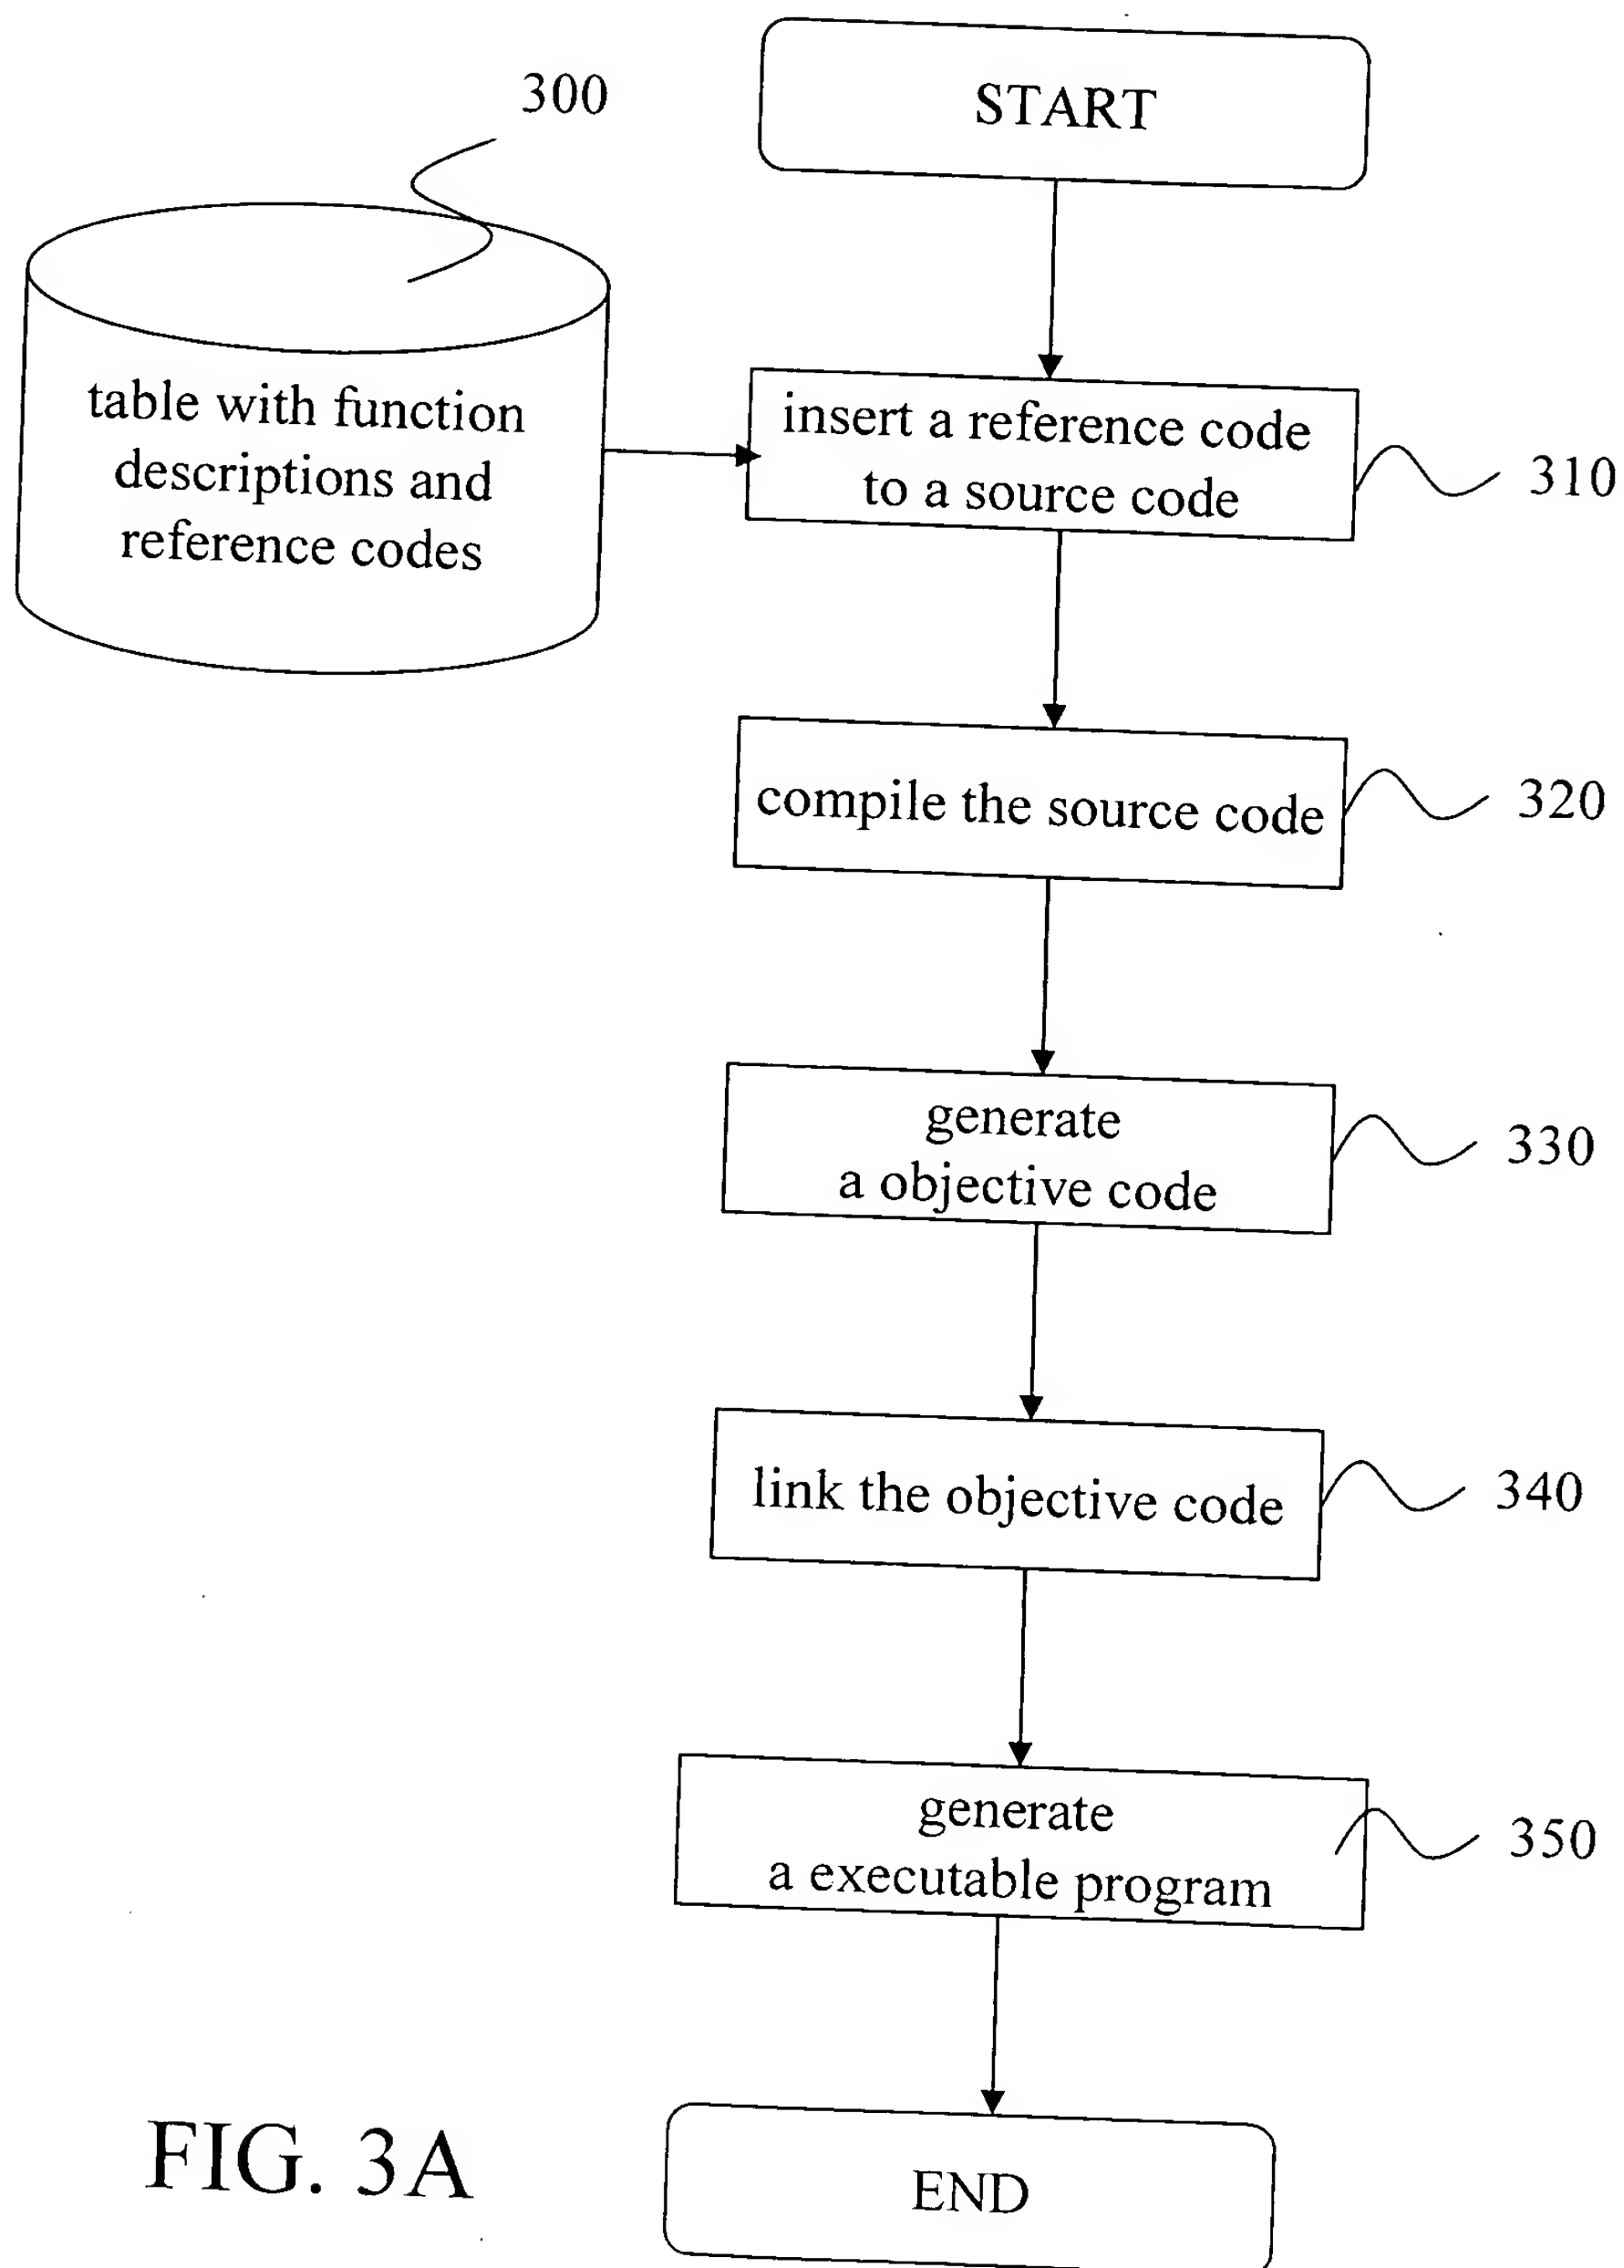 START
300
table with function
descriptions and
reference codes
insert a reference code
to a source code
310
compile the source code
320
generate
a objective code
330
link the objective code
340
generate
a executable program
350
END
FIG. 3A